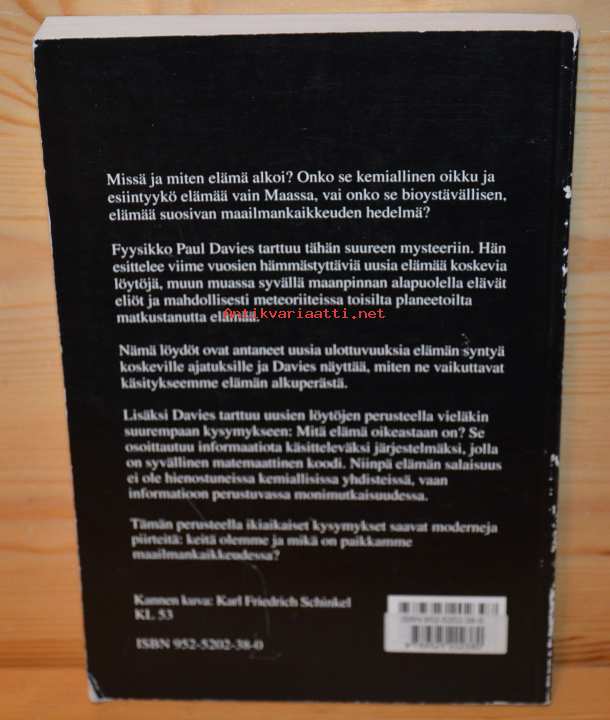 Missä ja miten elämä alkoi? Onko se kemiallinen oikku ja
esiintyykö elämää vain Maassa, vai onko se bioystävällisen,
elämää suosivan maailmankaikkeuden hedelmä?
Fyysikko Paul Davies tarttuu tähän suureen mysteeriin. Hän
esittelee viime vuosien hämmästyttäviä uusia elämää koskevia
löytöjä, muun muassa syvällä maanpinnan alapuolella elävät
eliöt ja mahdollisesti meteoriiteissa toisilta planeetoilta
matkustanutta elämää.
antikvariaatti.net
Nämä löydöt ovat antaneet uusia ulottuvuuksia elämän syntyä
koskeville ajatuksille ja Davies näyttää, miten ne vaikuttavat
käsitykseemme elämän alkuperästä.
Lisäksi Davies tarttuu uusien löytöjen perusteella vieläkin
suurempaan kysymykseen: Mitä elämä oikeastaan on? Se
osoittautuu informaatiota käsitteleväksi järjestelmäksi, jolla
on syvällinen matemaattinen koodi. Niinpä elämän salaisuus
ei ole hienostuneissa kemiallisissa yhdisteissä, vaan
informatioon perustuvassa monimutkaisuudessa.
Tämän perusteella ikiaikaiset kysymykset saavat moderneja
piirteitä: keitä olemme ja mikä on paikkamme
maailmankaikkeudessa?
Kannen kuva: Karl Friedrich Schinkel
KL 53
ISBN 952-5202-38-0
ISBN 952-5202-38-0